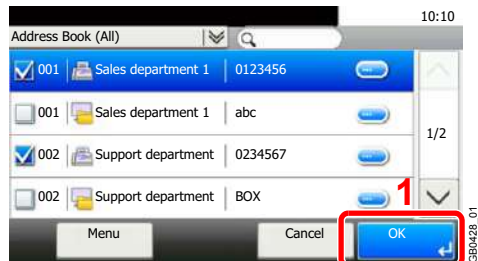 10:10
Address Book (All)
001 Sales department 1 0123456
001 Sales department 1 abc
1/2
002 Support department 0234567
002 Support department BOX
1
Menu Cancel OK
GB0428_01